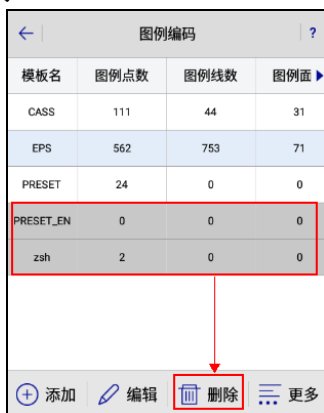 图例编码 ?
模板名 图例点数 图例线数 图例面
CASS 111 44 31
EPS 562 753 71
PRESET 24 0 0
PRESET_EN 0 0 0
zsh 2 0 0
添加 编辑 删除 更多